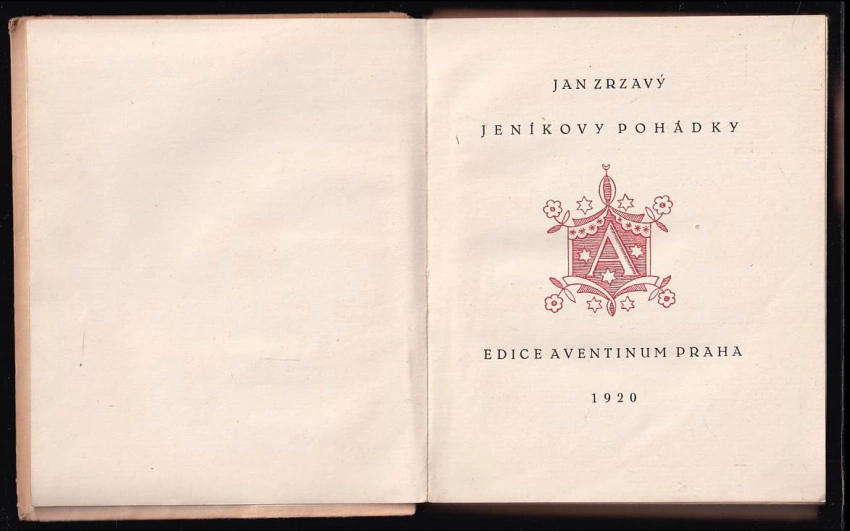 JAN ZRZAVÝ
JENÍKOVY POHÁDKY
A
EDICE AVENTINUM PRAHA
1920